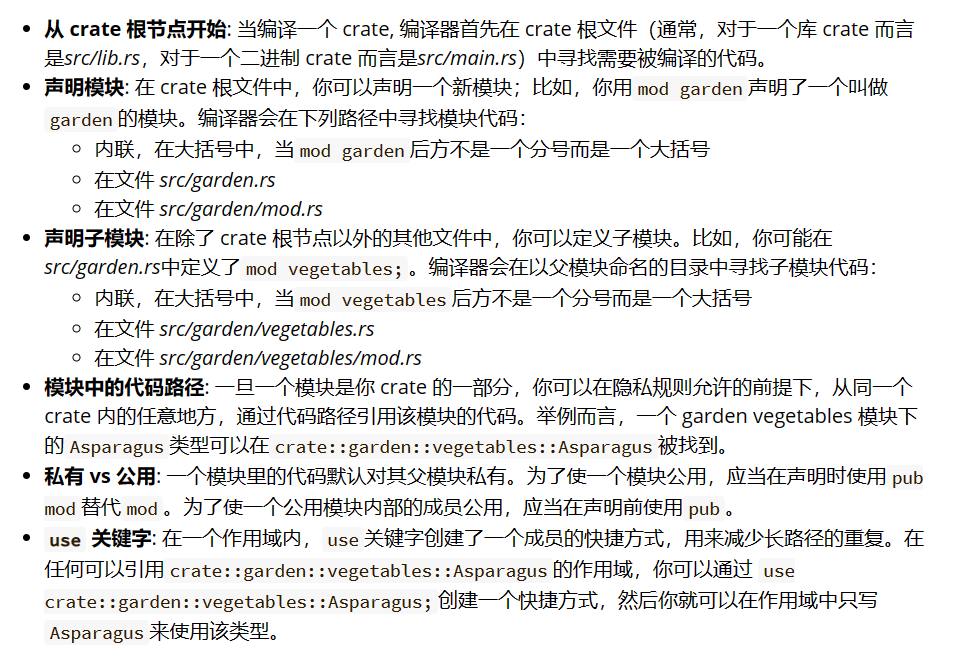 • 从 crate 根节点开始: 当编译一个 crate, 编译器首先在 crate 根文件（通常，对于一个库 crate 而言
是src/lib.rs，对于一个二进制 crate 而言是src/main.rs）中寻找需要被编译的代码。
• 声明模块: 在 crate 根文件中，你可以声明一个新模块；比如，你用 mod garden 声明了一个叫做
garden 的模块。编译器会在下列路径中寻找模块代码：
◦ 内联，在大括号中，当 mod garden 后方不是一个分号而是一个大括号
◦ 在文件 src/garden.rs
◦ 在文件 src/garden/mod.rs
• 声明子模块: 在除了 crate 根节点以外的其他文件中，你可以定义子模块。比如，你可能在
src/garden.rs中定义了 mod vegetables; 。编译器会在以父模块命名的目录中寻找子模块代码：
◦ 内联，在大括号中，当 mod vegetables 后方不是一个分号而是一个大括号
◦ 在文件 src/garden/vegetables.rs
◦ 在文件 src/garden/vegetables/mod.rs
• 模块中的代码路径: 一旦一个模块是你 crate 的一部分，你可以在隐私规则允许的前提下，从同一个
crate 内的任意地方，通过代码路径引用该模块的代码。举例而言，一个 garden vegetables 模块下
的 Asparagus 类型可以在 crate::garden::vegetables::Asparagus 被找到。
• 私有 vs 公用: 一个模块里的代码默认对其父模块私有。为了使一个模块公用，应当在声明时使用 pub
mod 替代 mod 。为了使一个公用模块内部的成员公用，应当在声明前使用 pub 。
• use 关键字: 在一个作用域内， use 关键字创建了一个成员的快捷方式，用来减少长路径的重复。在
任何可以引用 crate::garden::vegetables::Asparagus 的作用域，你可以通过 use
crate::garden::vegetables::Asparagus; 创建一个快捷方式，然后你就可以在作用域中只写
Asparagus 来使用该类型。